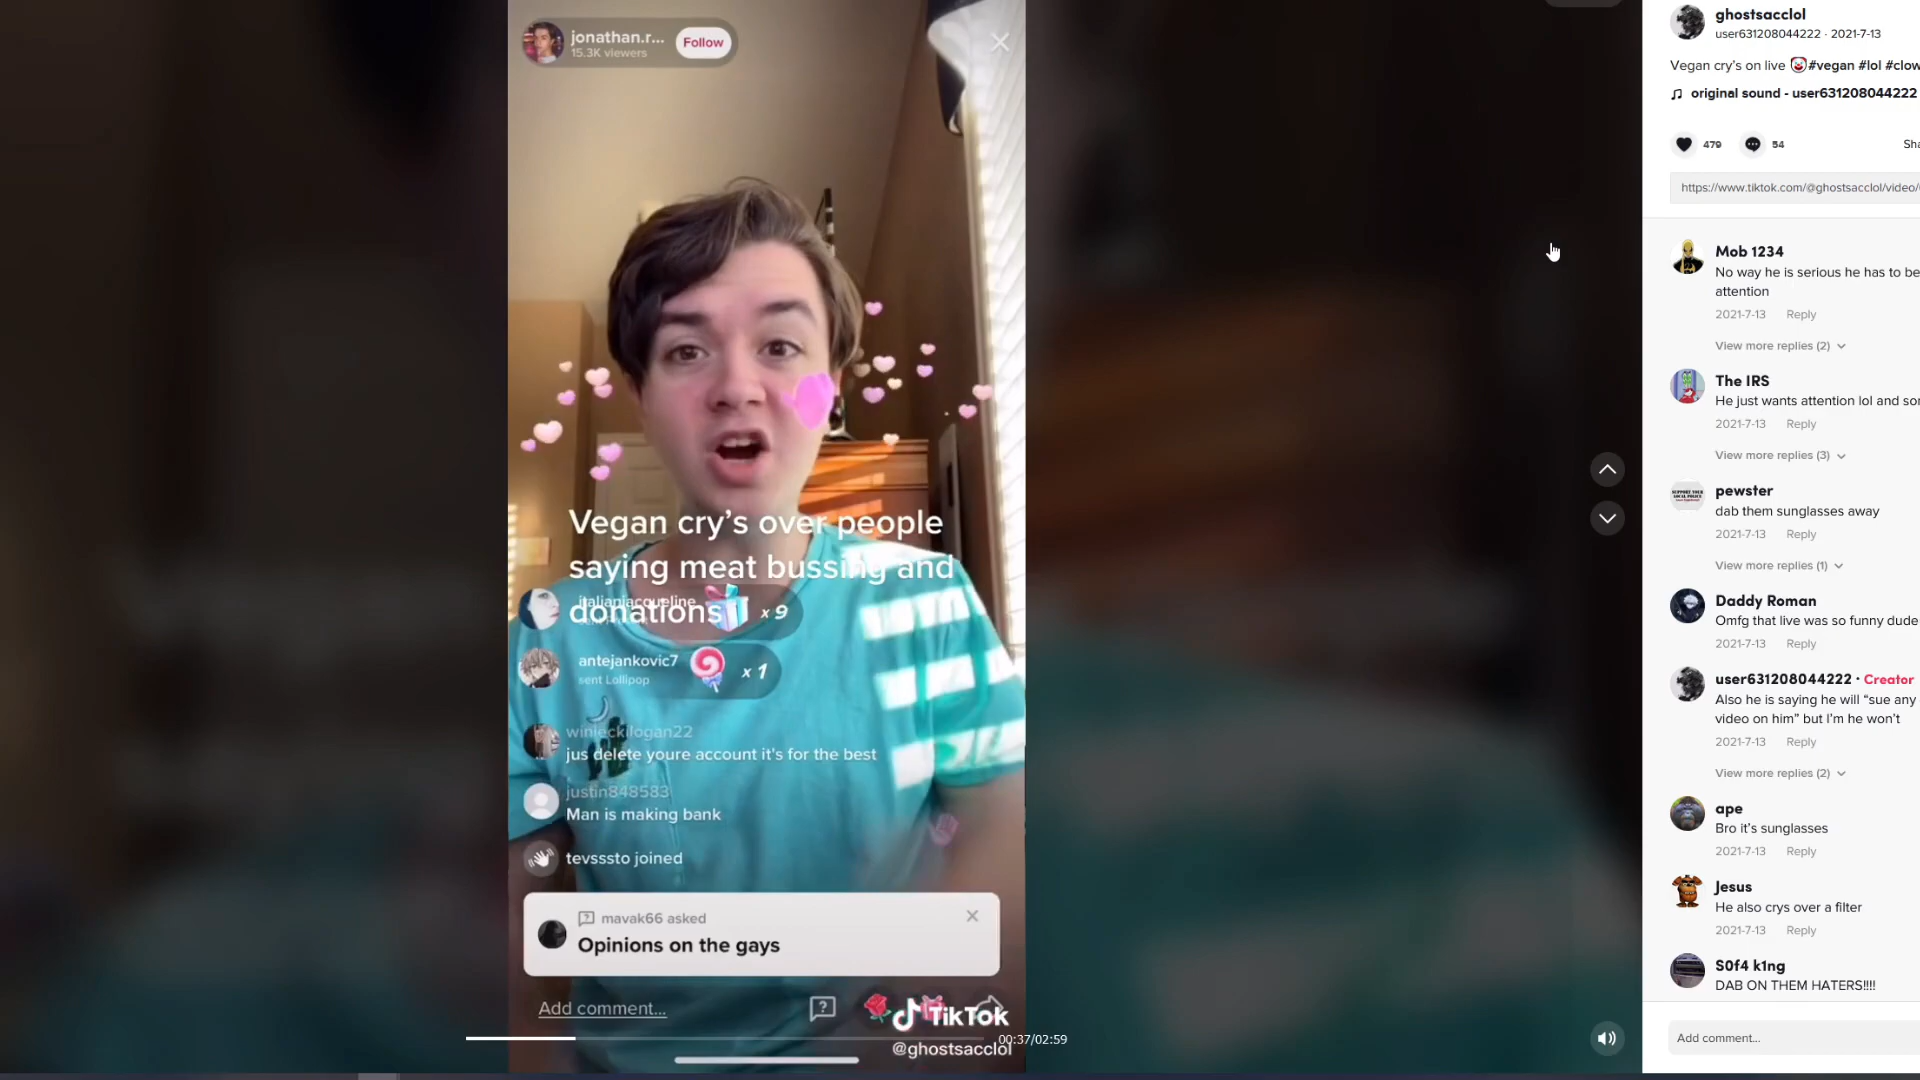 jonathan.r...
15.3K viewers
Follow
Vegan cry's over people
saying meat bussing and
donations
italianjacqueline
x 9
antejankovic7
sent Lollipop
x 1
winieckilogan22
jus delete youre account it's for the best
justin848583
Man is making bank
tevsssto joined
mavak66 asked
Opinions on the gays
Add comment...
TikTok
@ghostsacclol
00:37/02:59
ghostsacclol
user631208044222 · 2021-7-13
Vegan cry's on live 🤡#vegan #lol #clow
original sound - user631208044222
479
54
Sha
https://www.tiktok.com/@ghostsacclol/video/
Mob 1234
No way he is serious he has to be
attention
2021-7-13 Reply
View more replies (2)
The IRS
He just wants attention lol and sor
2021-7-13 Reply
View more replies (3)
pewster
dab them sunglasses away
2021-7-13 Reply
View more replies (1)
Daddy Roman
Omfg that live was so funny dude
2021-7-13 Reply
user631208044222 · Creator
Also he is saying he will “sue any
video on him” but I'm he won't
2021-7-13 Reply
View more replies (2)
ape
Bro it's sunglasses
2021-7-13 Reply
Jesus
He also crys over a filter
2021-7-13 Reply
S0f4 k1ng
DAB ON THEM HATERS!!!!
Add comment...